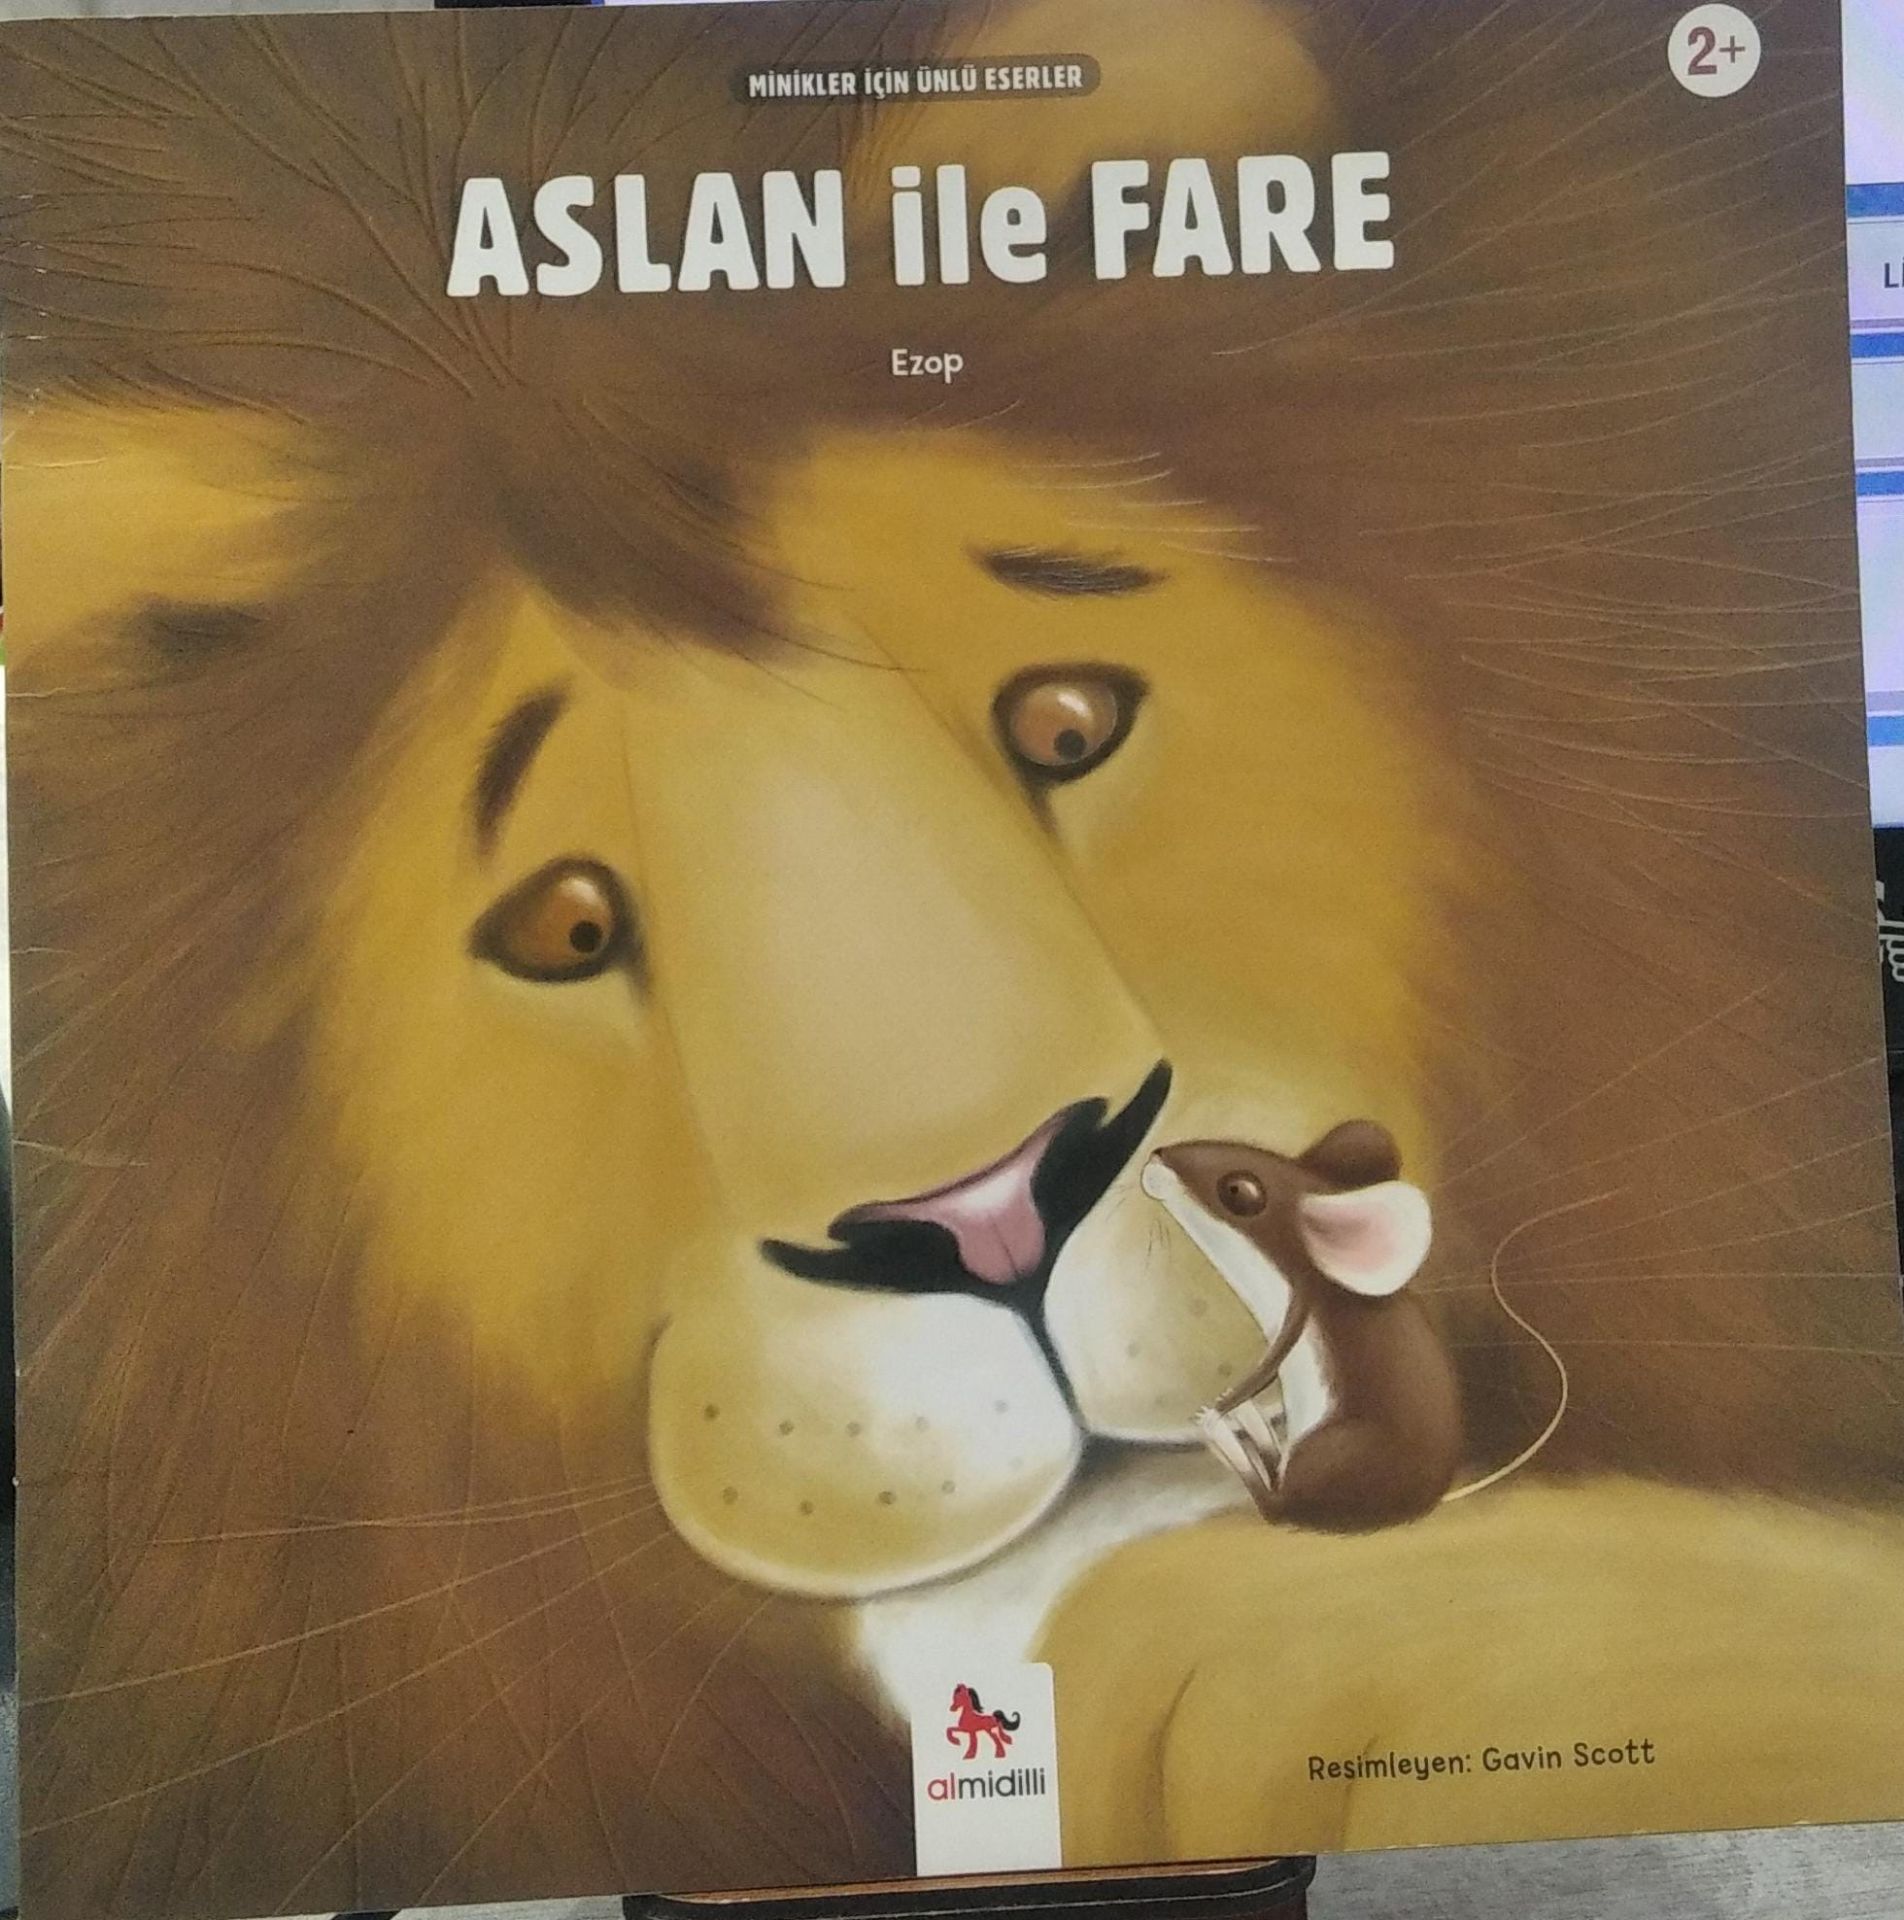 MİNİKLER İÇİN ÜNLÜ ESERLER
2+
ASLAN ile FARE
Ezop
almidilli
Resimleyen: Gavin Scott